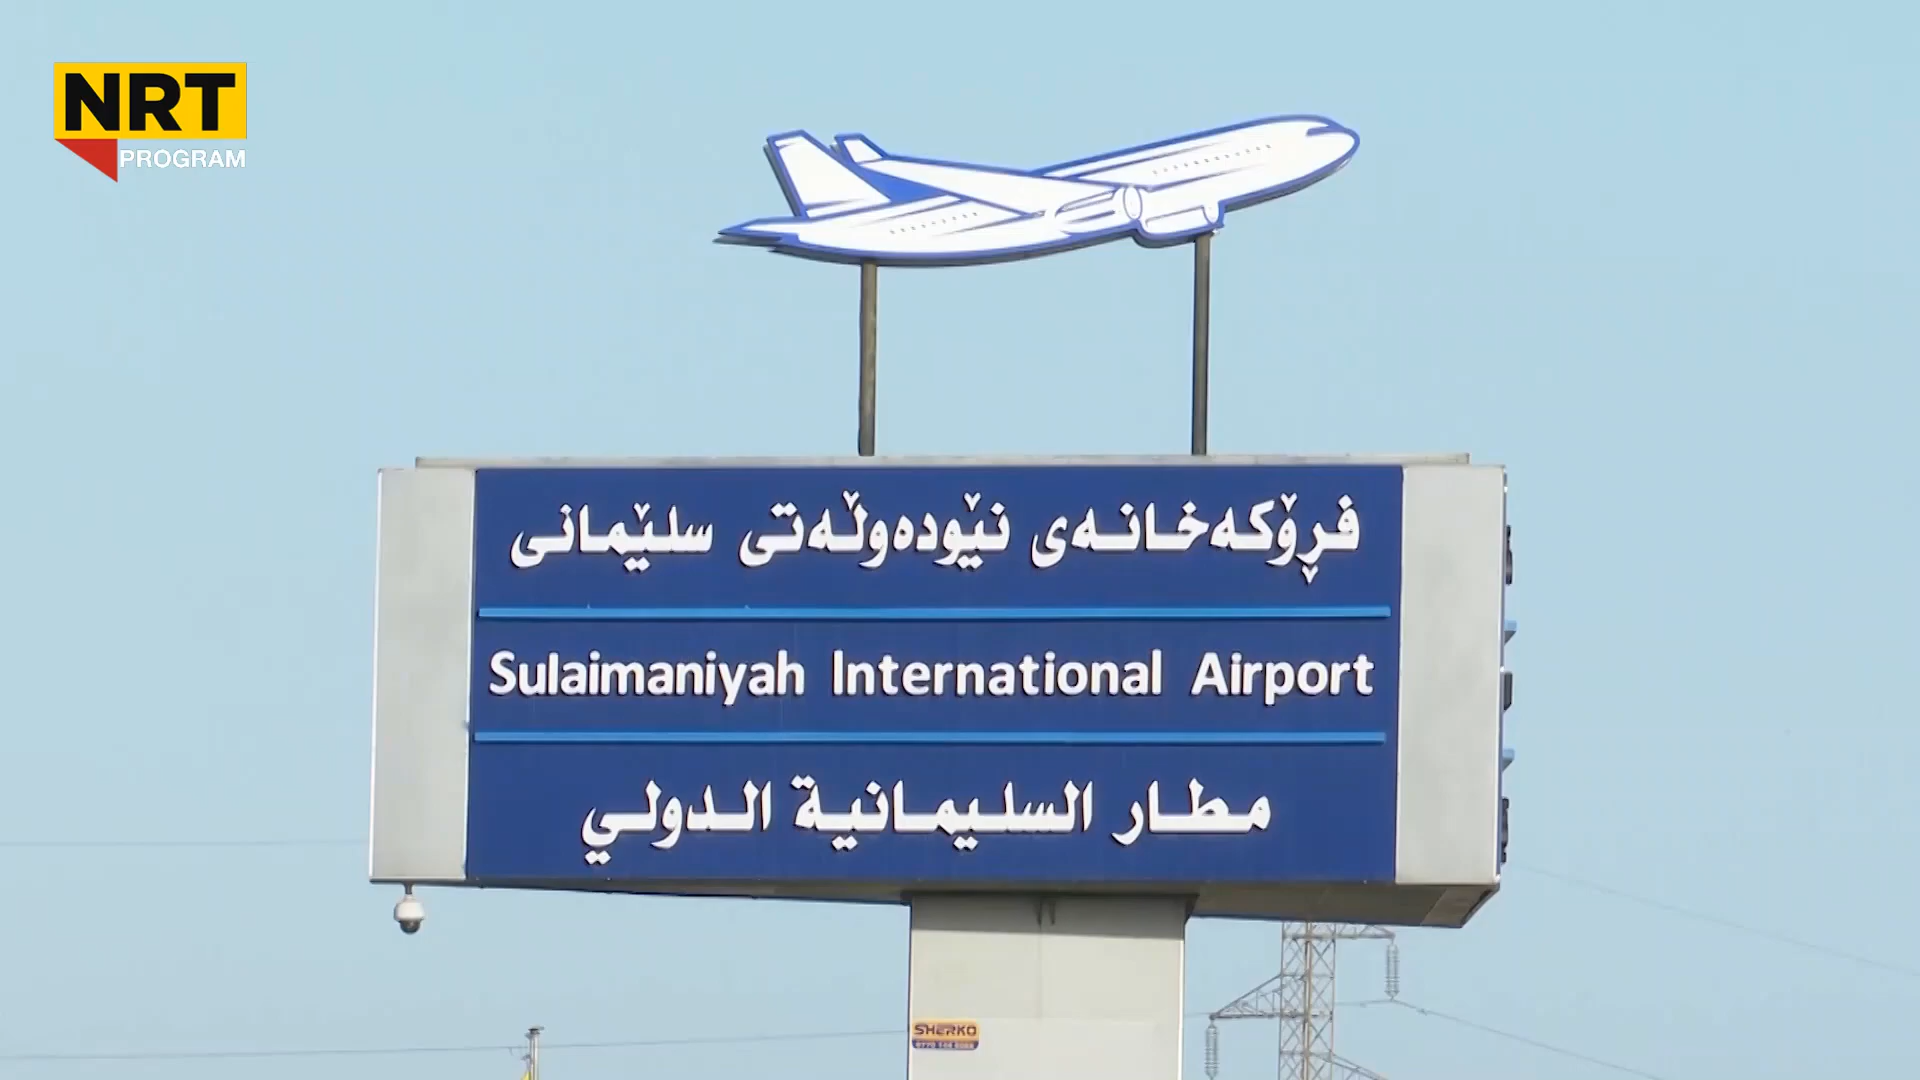 NRT
PROGRAM
فڕۆکەخانەی نێودەوڵەتی سلێمانی
Sulaimaniyah International Airport
مطار السليمانية الدولي
SHERKO